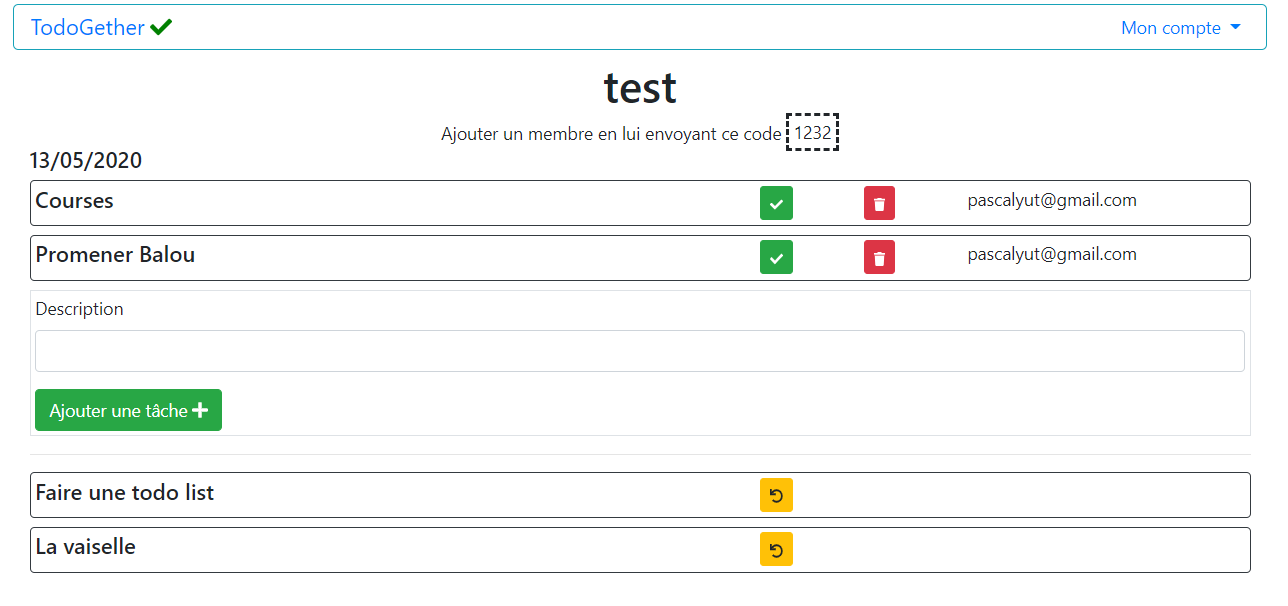 TodoGether
Mon compte
test
Ajouter un membre en lui envoyant ce code 1232
13/05/2020
Courses pascalyut@gmail.com
Promener Balou pascalyut@gmail.com
Description
Ajouter une tâche
Faire une todo list
La vaiselle